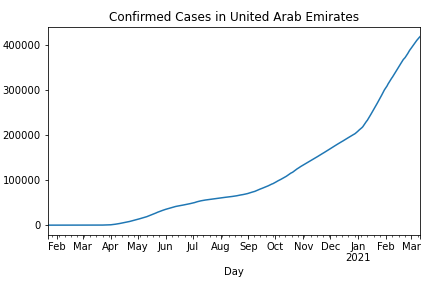 Confirmed Cases in United Arab Emirates
400000
300000
200000
100000
0
Feb Mar Apr May Jun Jul Aug Sep Oct Nov Dec Jan Feb Mar
2021
Day